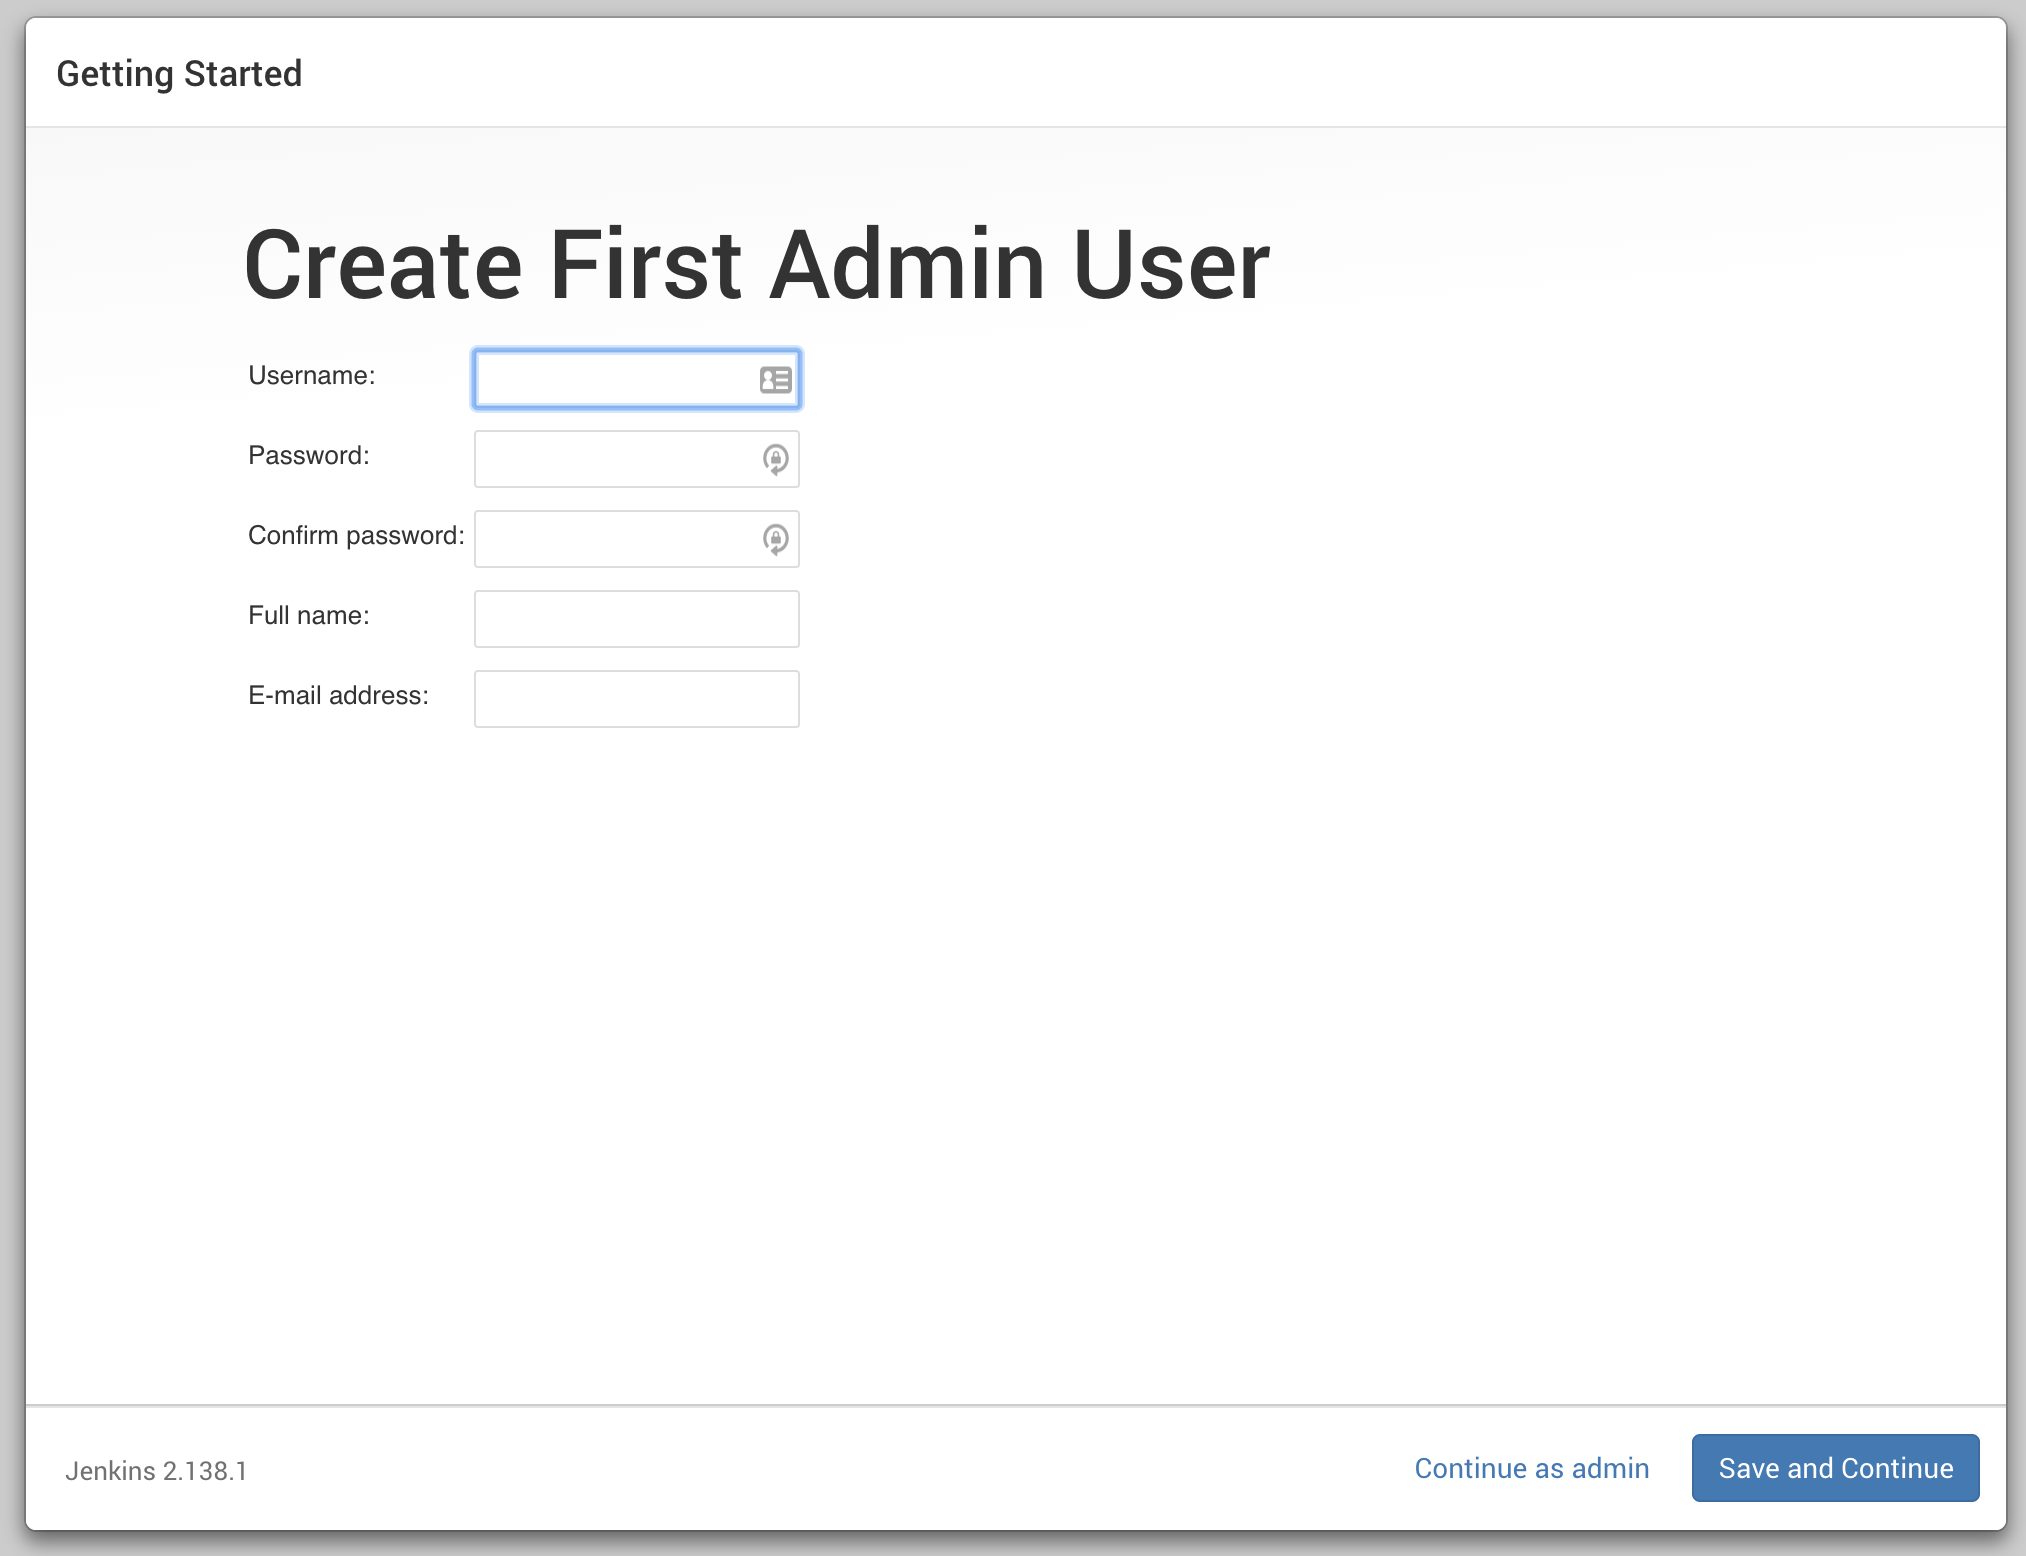 Getting Started
Create First Admin User
Username:
Password:
Confirm password:
Full name:
E-mail address:
Jenkins 2.138.1
Continue as admin
Save and Continue